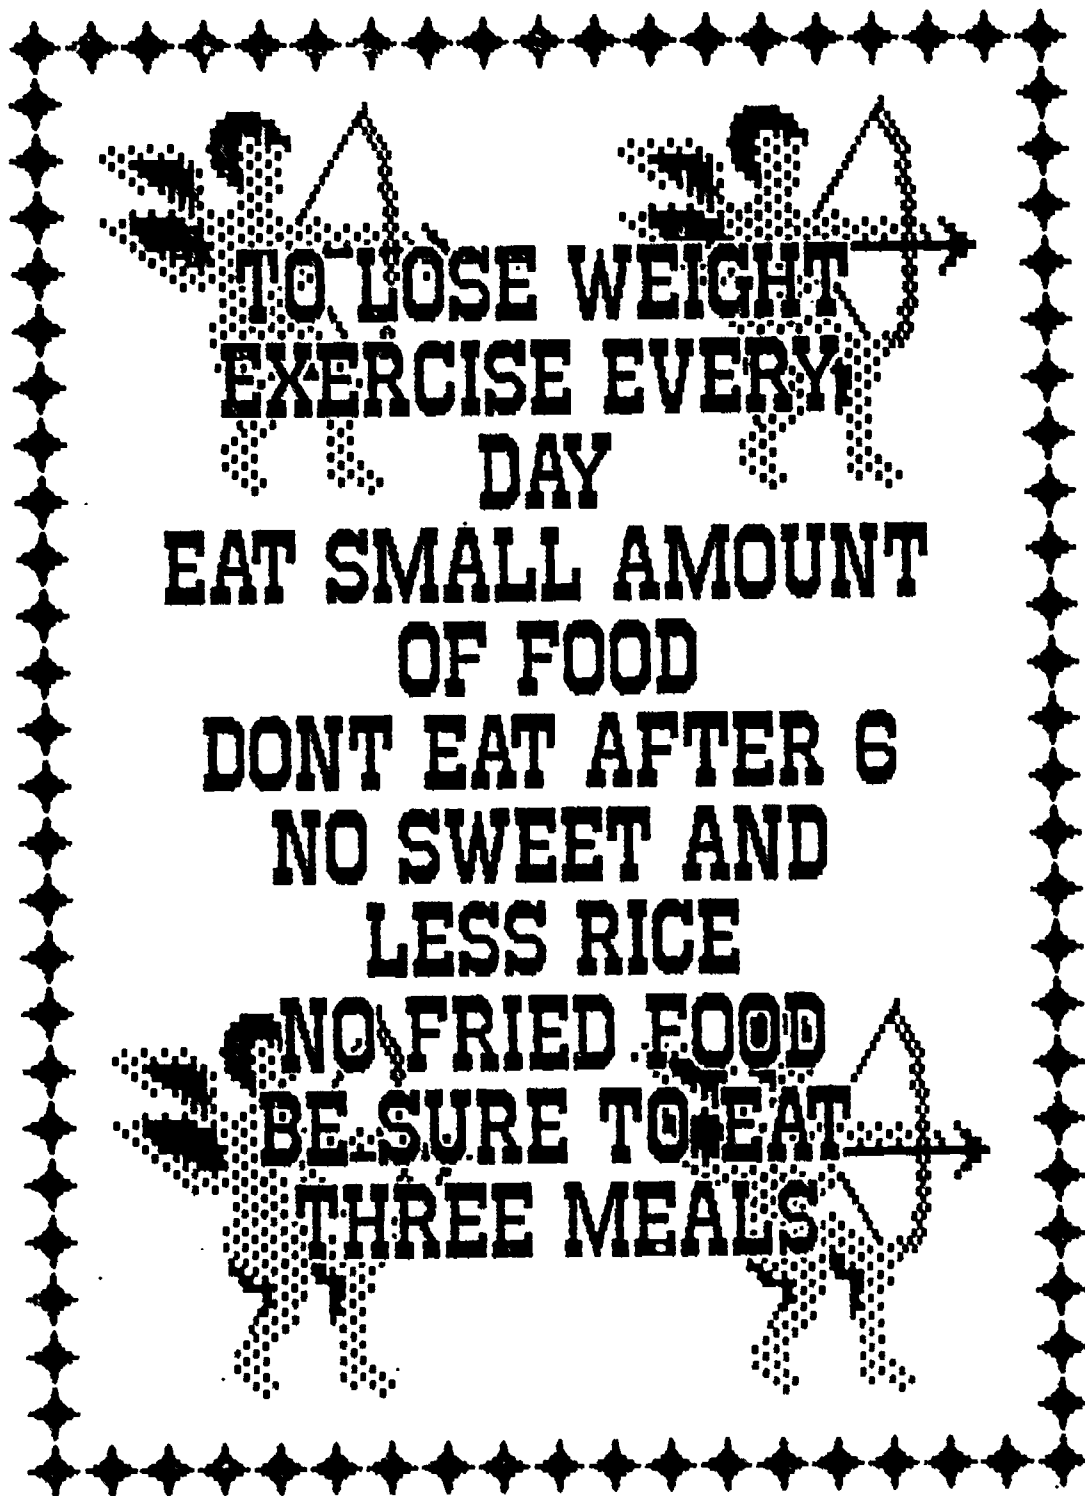 TO LOSE WEIGHT
EXERCISE EVERY
DAY
EAT SMALL AMOUNT
OF FOOD
DONT EAT AFTER 6
NO SWEET AND
LESS RICE
NO FRIED FOOD
BE SURE TO EAT
THREE MEALS